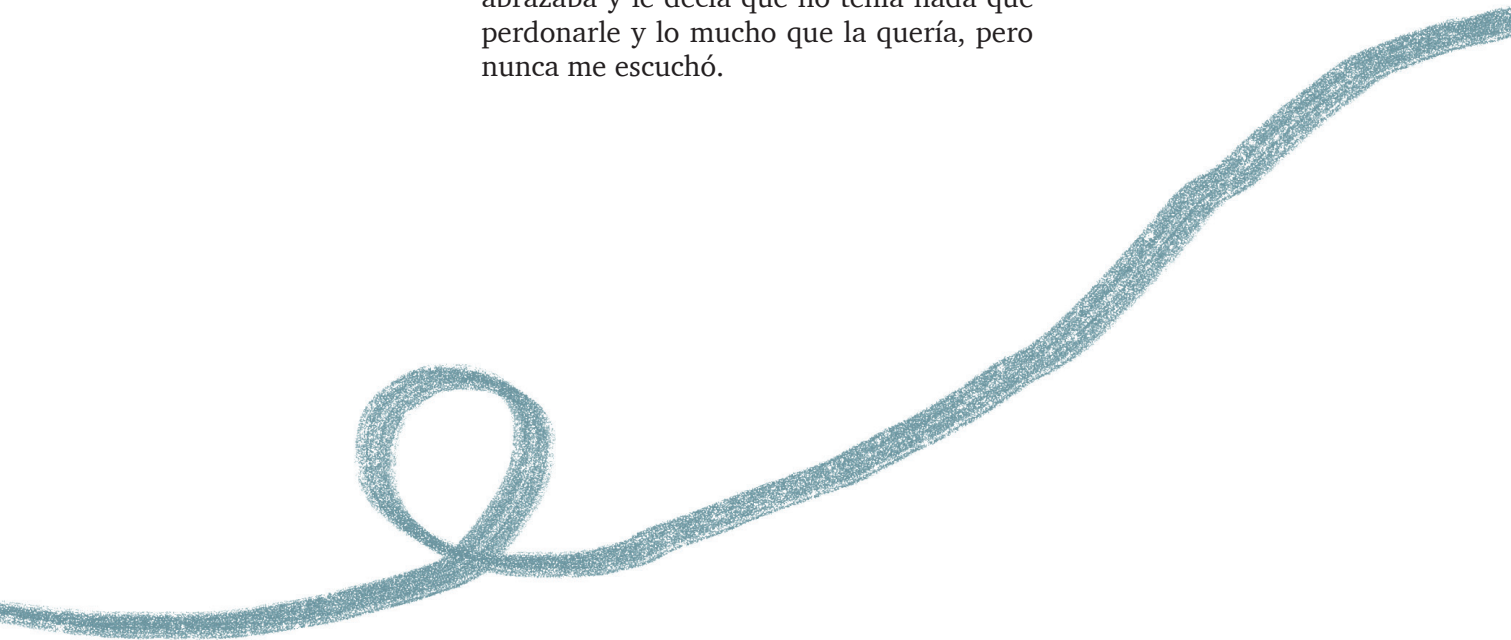 abrazaba y le decía que no tenía nada que
perdonarle y lo mucho que la quería, pero
nunca me escuchó.